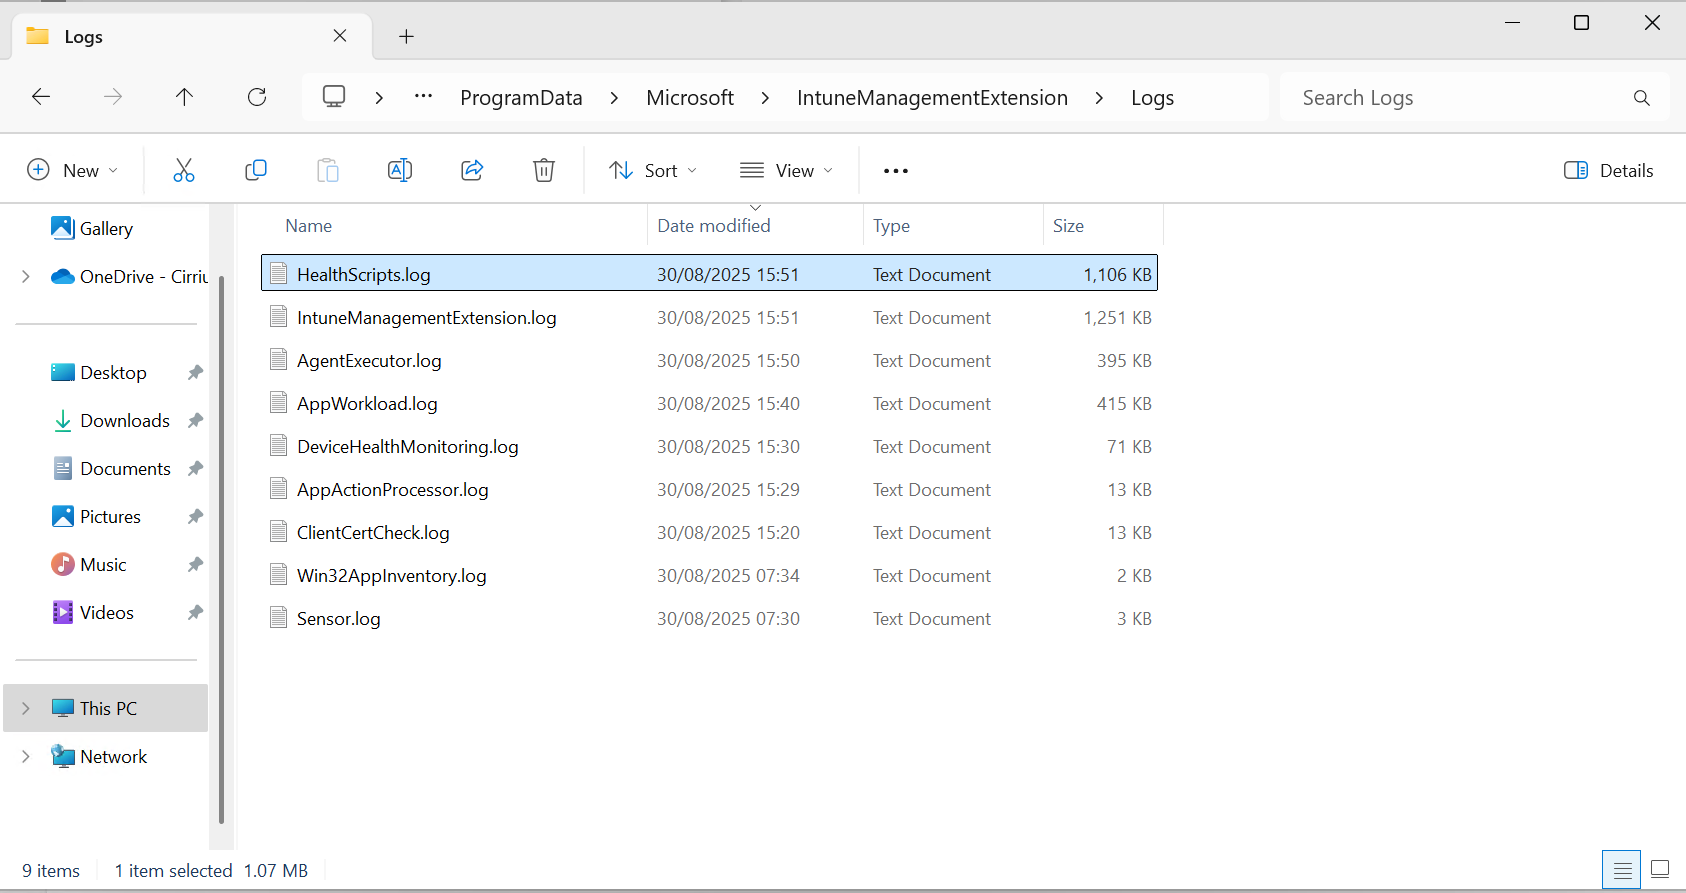 Logs
ProgramData Microsoft IntuneManagementExtension Logs
Search Logs
New
Sort
View
Details
Gallery
OneDrive - Cirriu
Desktop
Downloads
Documents
Pictures
Music
Videos
This PC
Network
Name Date modified Type Size
HealthScripts.log 30/08/2025 15:51 Text Document 1,106 KB
IntuneManagementExtension.log 30/08/2025 15:51 Text Document 1,251 KB
AgentExecutor.log 30/08/2025 15:50 Text Document 395 KB
AppWorkload.log 30/08/2025 15:40 Text Document 415 KB
DeviceHealthMonitoring.log 30/08/2025 15:30 Text Document 71 KB
AppActionProcessor.log 30/08/2025 15:29 Text Document 13 KB
ClientCertCheck.log 30/08/2025 15:20 Text Document 13 KB
Win32AppInventory.log 30/08/2025 07:34 Text Document 2 KB
Sensor.log 30/08/2025 07:30 Text Document 3 KB
9 items 1 item selected 1.07 MB